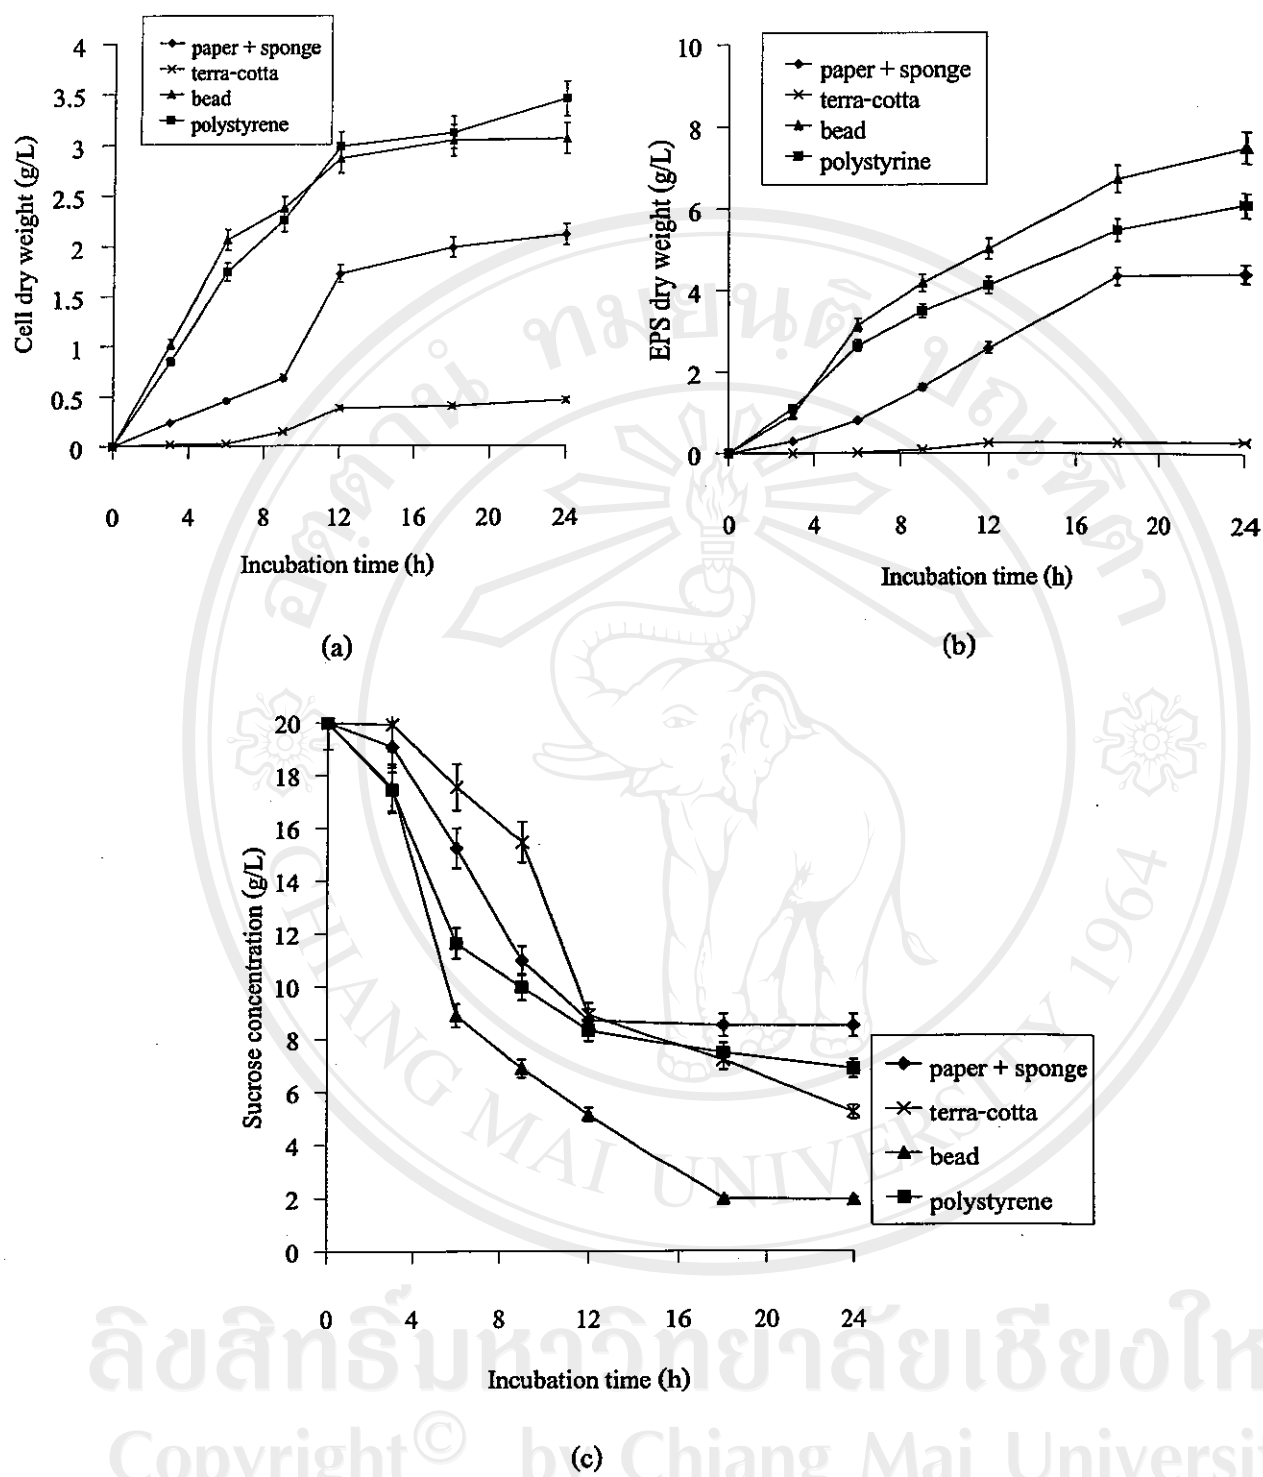 paper + sponge
terra-cotta
bead
polystyrene
4
3.5
3
2.5
2
1.5
1
0.5
0
Cell dry weight (g/L)
0 4 8 12 16 20 24
Incubation time (h)
(a)
paper + sponge
terra-cotta
bead
polystyrine
10
8
6
4
2
0
EPS dry weight (g/L)
0 4 8 12 16 20 24
Incubation time (h)
(b)
20
18
16
14
12
10
8
6
4
2
0
Sucrose concentration (g/L)
0 4 8 12 16 20 24
Incubation time (h)
paper + sponge
terra-cotta
bead
polystyrene
(c)
CHIANG MAI UNIVERSITY 1964
ลิขสิทธิ์มหาวิทยาลัยเชียงให
Copyright© by Chiang Mai Universi